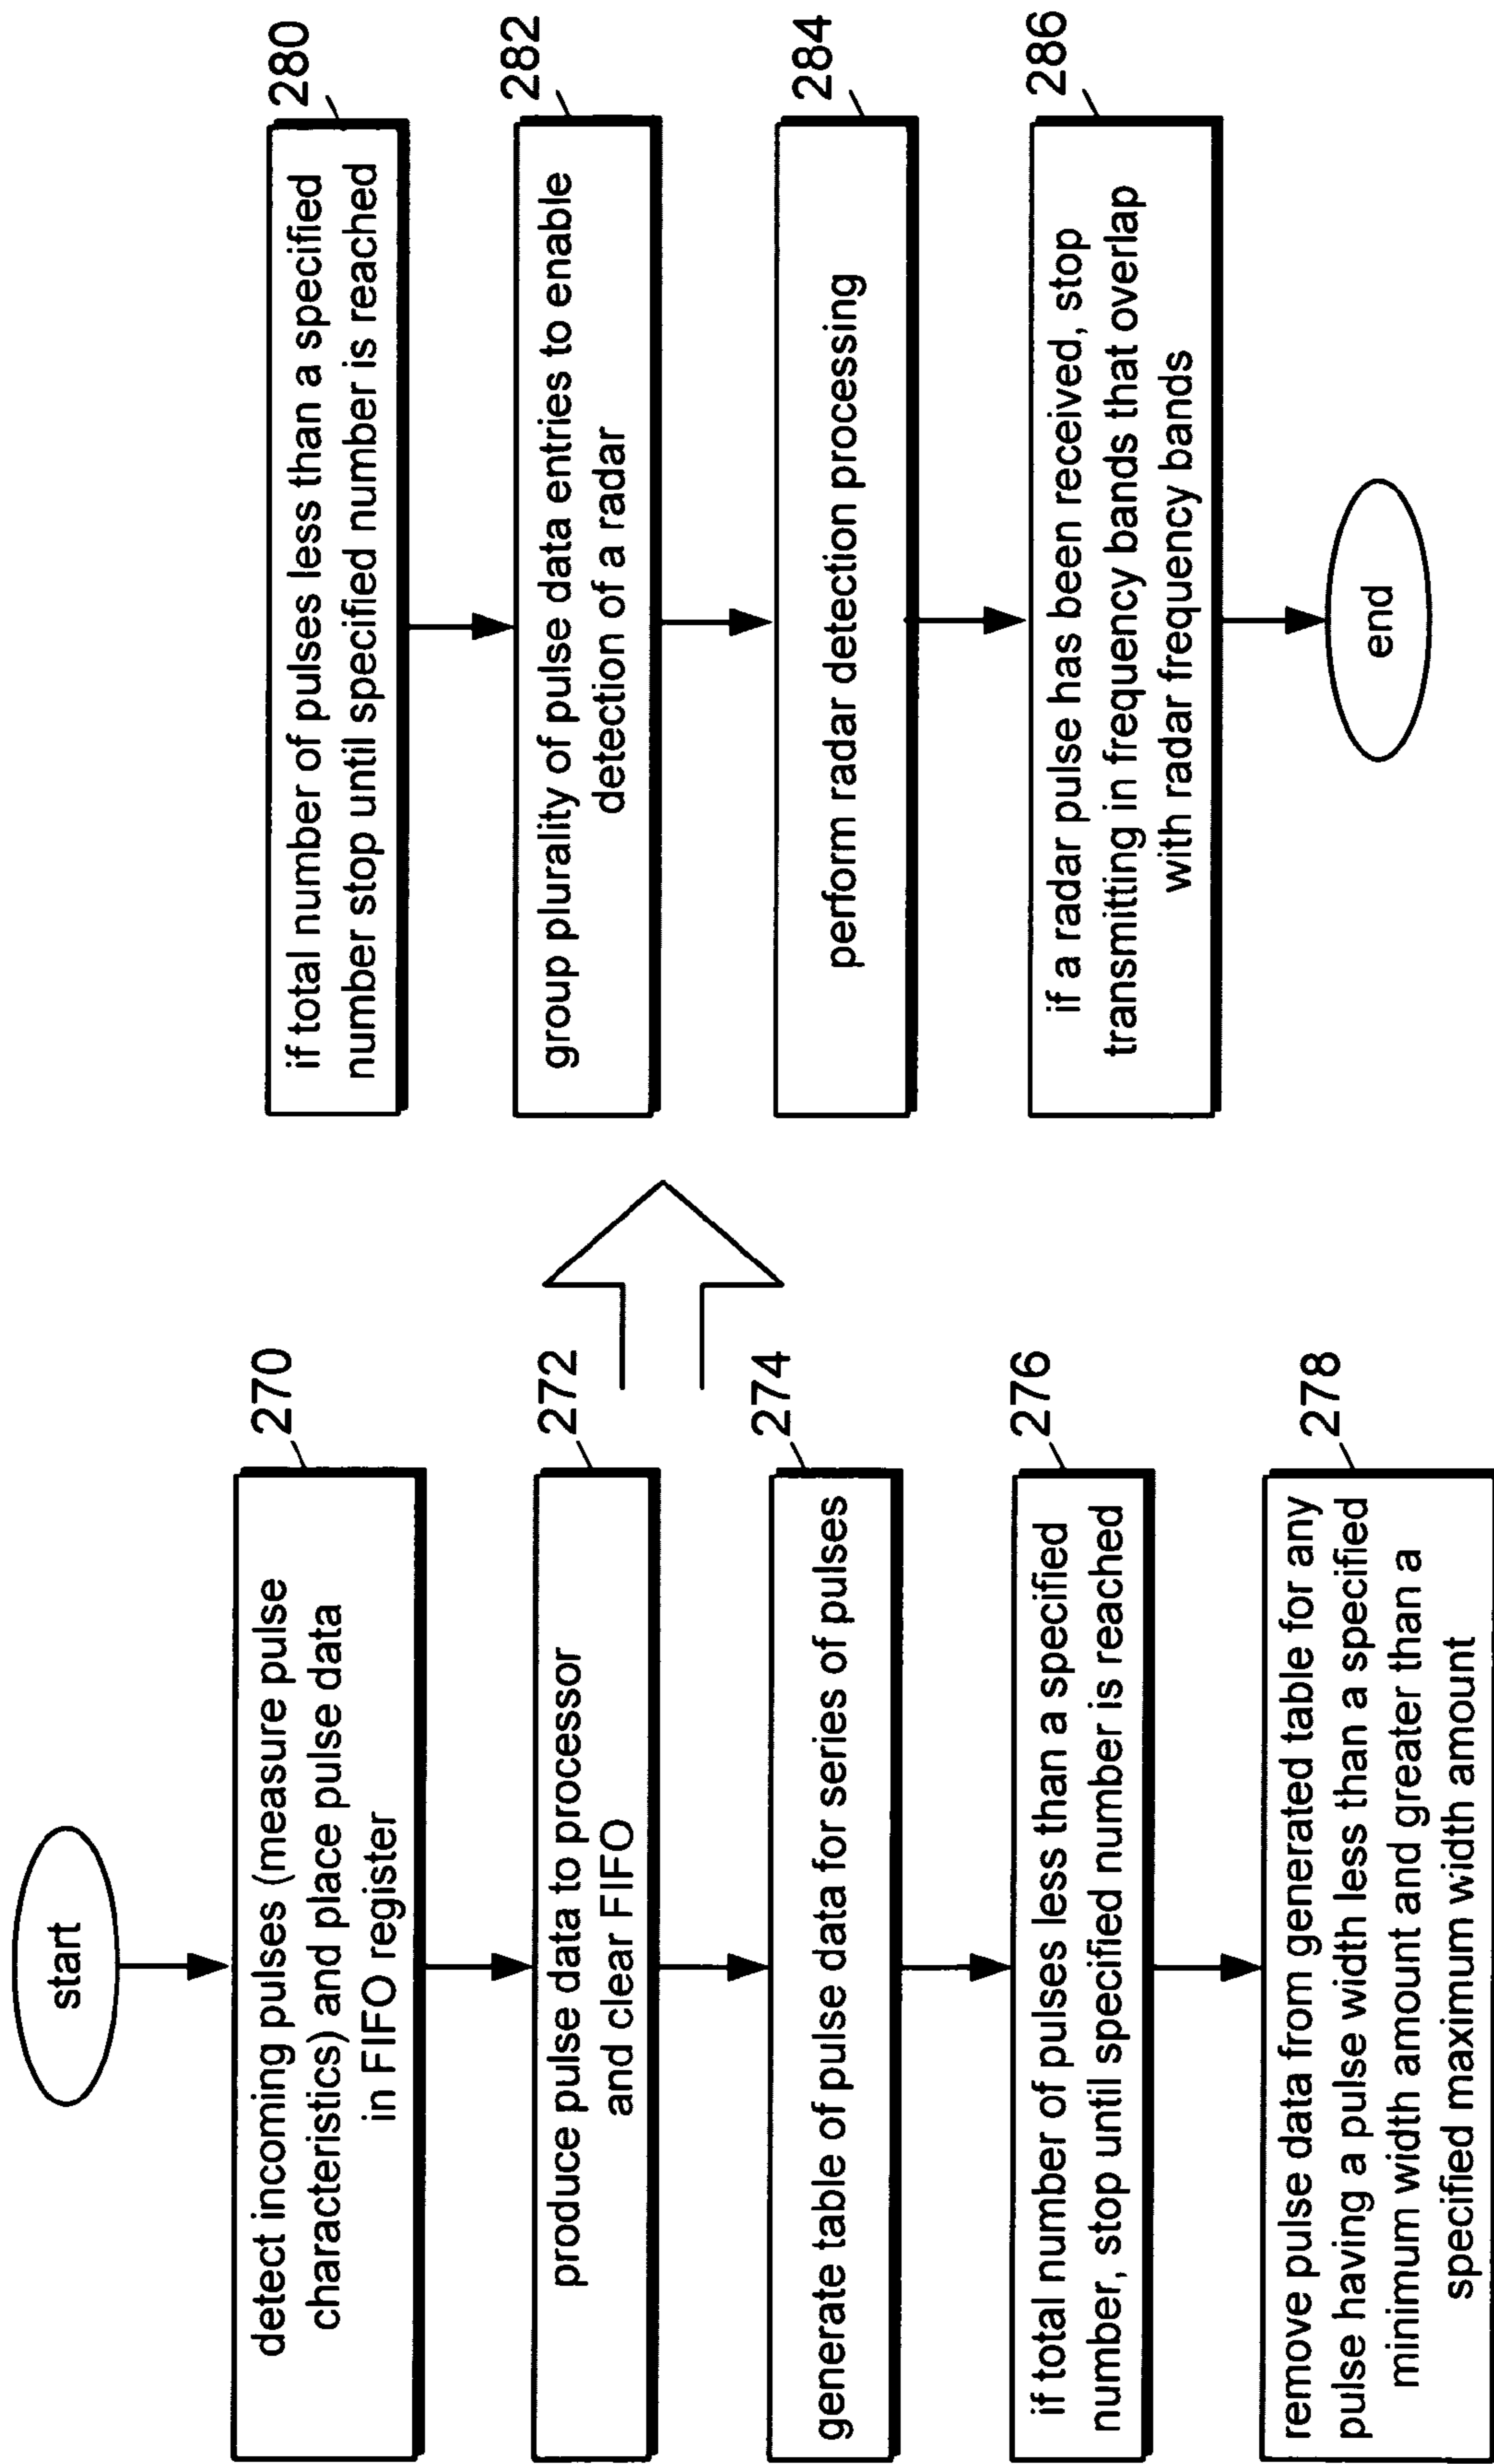 start
270
detect incoming pulses (measure pulse
characteristics) and place pulse data
in FIFO register
272
produce pulse data to processor
and clear FIFO
274
generate table of pulse data for series of pulses
276
if total number of pulses less than a specified
number, stop until specified number is reached
278
remove pulse data from generated table for any
pulse having a pulse width less than a specified
minimum width amount and greater than a
specified maximum width amount
280
if total number of pulses less than a specified
number stop until specified number is reached
282
group plurality of pulse data entries to enable
detection of a radar
284
perform radar detection processing
286
if a radar pulse has been received, stop
transmitting in frequency bands that overlap
with radar frequency bands
end